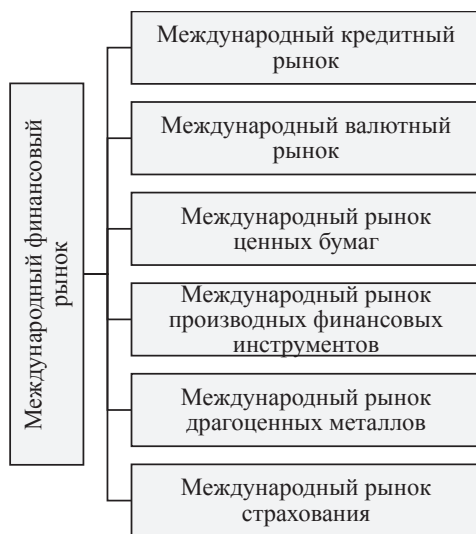 Международный финансовый
рынок
Международный кредитный
рынок
Международный валютный
рынок
Международный рынок
ценных бумаг
Международный рынок
производных финансовых
инструментов
Международный рынок
драгоценных металлов
Международный рынок
страхования